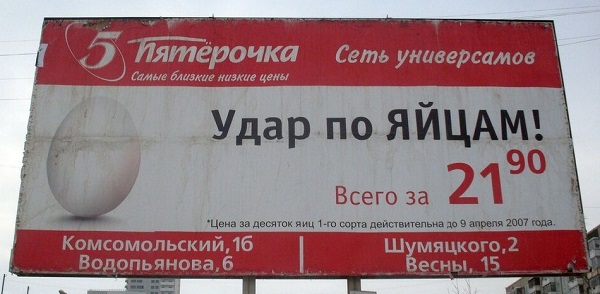 5 Пятёрочка
Сеть универсамов
Самые близкие низкие цены
Удар по ЯЙЦАМ!
Всего за 21 90
*Цена за десяток яиц 1-го сорта действительна до 9 апреля 2007 года.
Комсомольский,1б
Водопьянова,6
Шумяцкого,2
Весны, 15